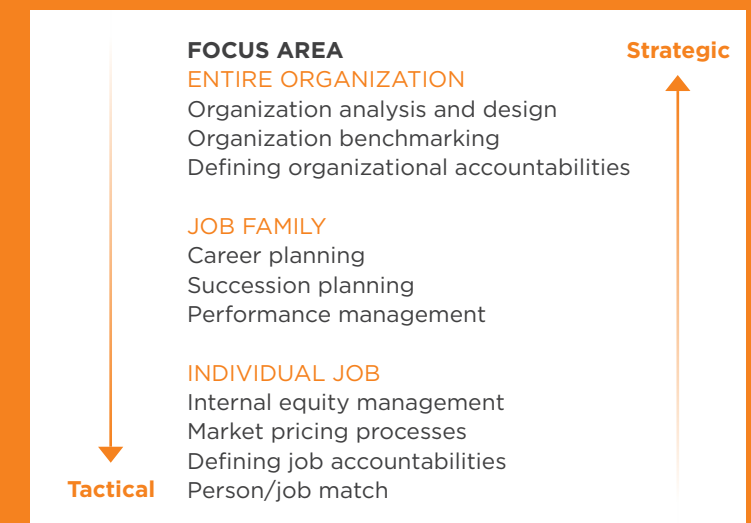 FOCUS AREA
Strategic
ENTIRE ORGANIZATION
Organization analysis and design
Organization benchmarking
Defining organizational accountabilities
JOB FAMILY
Career planning
Succession planning
Performance management
INDIVIDUAL JOB
Internal equity management
Market pricing processes
Defining job accountabilities
Tactical
Person/job match